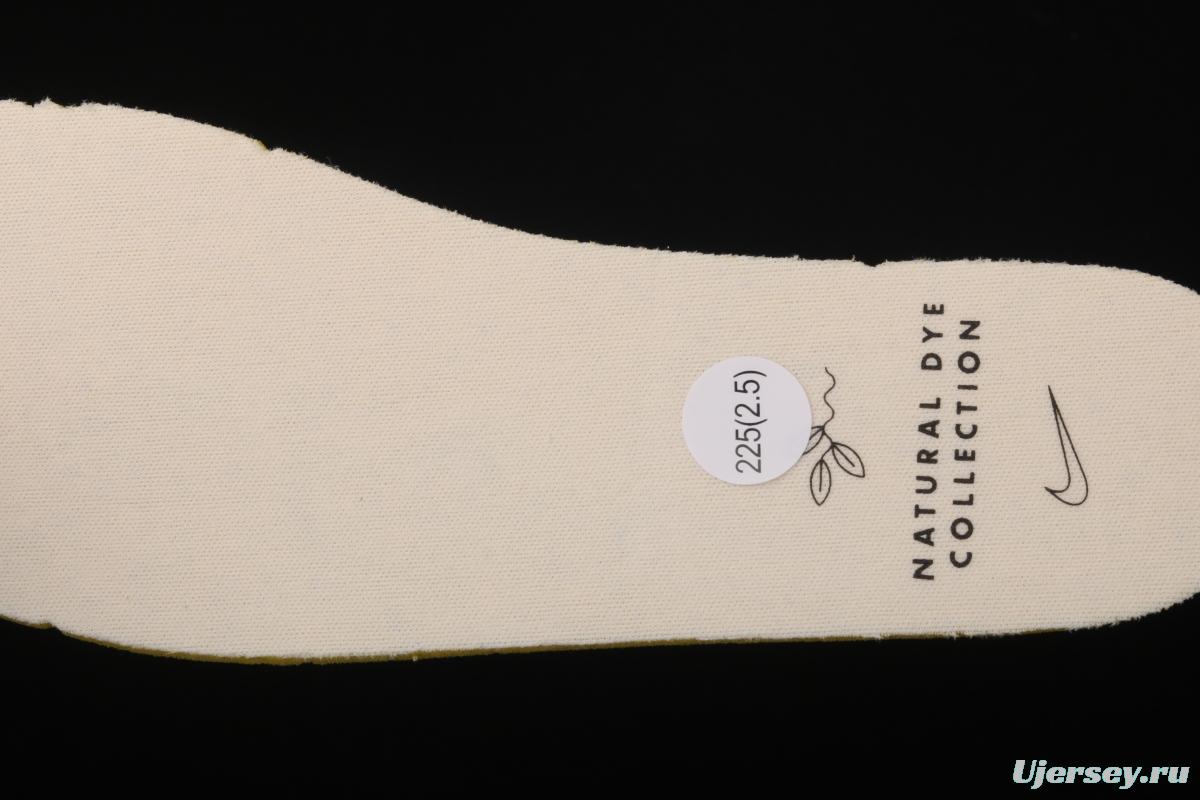 225(2.5)
NATURAL DYE
COLLECTION
Ujersey.ru